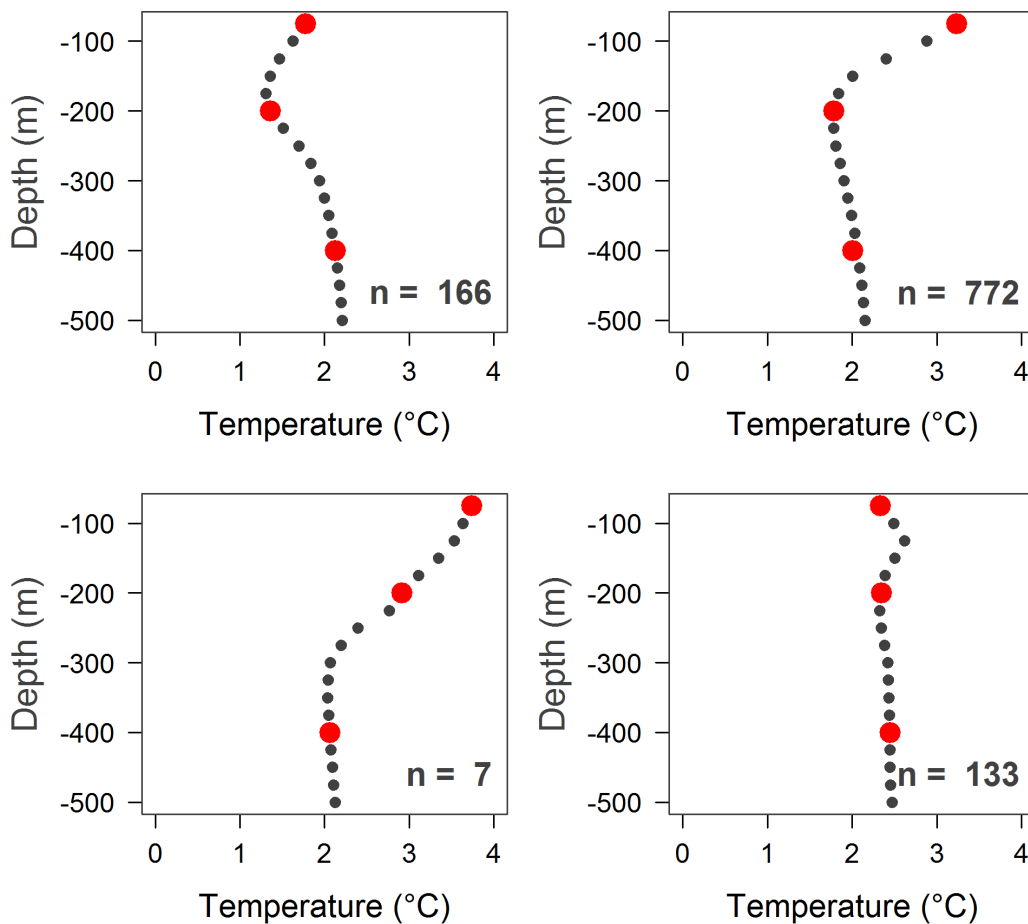 Depth (m)
-100
-200
-300
-400
-500
n = 166
0 1 2 3 4
Temperature (°C)
Depth (m)
-100
-200
-300
-400
-500
n = 772
0 1 2 3 4
Temperature (°C)
Depth (m)
-100
-200
-300
-400
-500
n = 7
0 1 2 3 4
Temperature (°C)
Depth (m)
-100
-200
-300
-400
-500
n = 133
0 1 2 3 4
Temperature (°C)